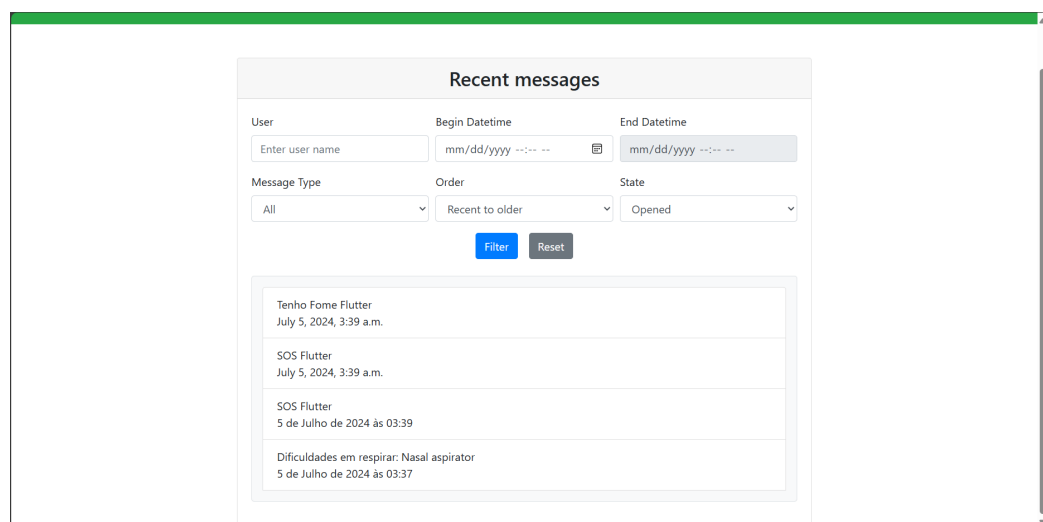 Recent messages
User Begin Datetime End Datetime
Enter user name mm/dd/yyyy --:-- -- mm/dd/yyyy --:-- --
Message Type Order State
All Recent to older Opened
Filter Reset
Tenho Fome Flutter
July 5, 2024, 3:39 a.m.
SOS Flutter
July 5, 2024, 3:39 a.m.
SOS Flutter
5 de Julho de 2024 às 03:39
Dificuldades em respirar: Nasal aspirator
5 de Julho de 2024 às 03:37